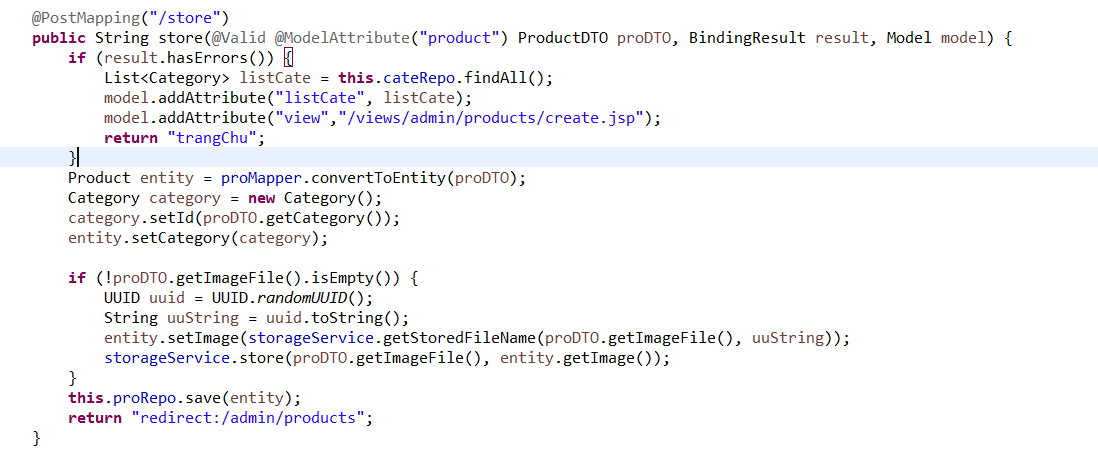 @PostMapping("/store")
public String store(@Valid @ModelAttribute("product") ProductDTO proDTO, BindingResult result, Model model) {
    if (result.hasErrors()) {
        List<Category> listCate = this.cateRepo.findAll();
        model.addAttribute("listCate", listCate);
        model.addAttribute("view","/views/admin/products/create.jsp");
        return "trangChu";
    }
    Product entity = proMapper.convertToEntity(proDTO);
    Category category = new Category();
    category.setId(proDTO.getCategory());
    entity.setCategory(category);

    if (!proDTO.getImageFile().isEmpty()) {
        UUID uuid = UUID.randomUUID();
        String uuString = uuid.toString();
        entity.setImage(storageService.getStoredFileName(proDTO.getImageFile(), uuString));
        storageService.store(proDTO.getImageFile(), entity.getImage());
    }
    this.proRepo.save(entity);
    return "redirect:/admin/products";
}